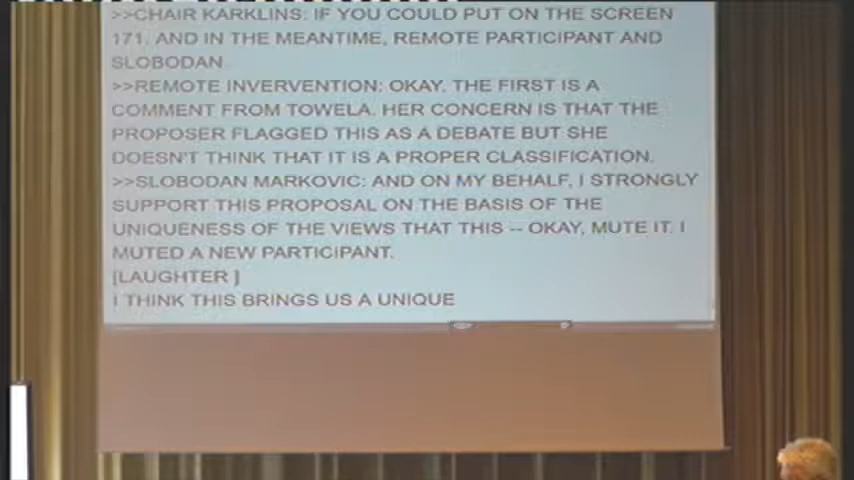 >>CHAIR KARKLINS: IF YOU COULD PUT ON THE SCREEN
171. AND IN THE MEANTIME, REMOTE PARTICIPANT AND
SLOBODAN.
>>REMOTE INVERVENTION: OKAY. THE FIRST IS A
COMMENT FROM TOWELA. HER CONCERN IS THAT THE
PROPOSER FLAGGED THIS AS A DEBATE BUT SHE
DOESN'T THINK THAT IT IS A PROPER CLASSIFICATION.
>>SLOBODAN MARKOVIC: AND ON MY BEHALF, I STRONGLY
SUPPORT THIS PROPOSAL ON THE BASIS OF THE
UNIQUENESS OF THE VIEWS THAT THIS -- OKAY, MUTE IT. I
MUTED A NEW PARTICIPANT.
[LAUGHTER ]
I THINK THIS BRINGS US A UNIQUE